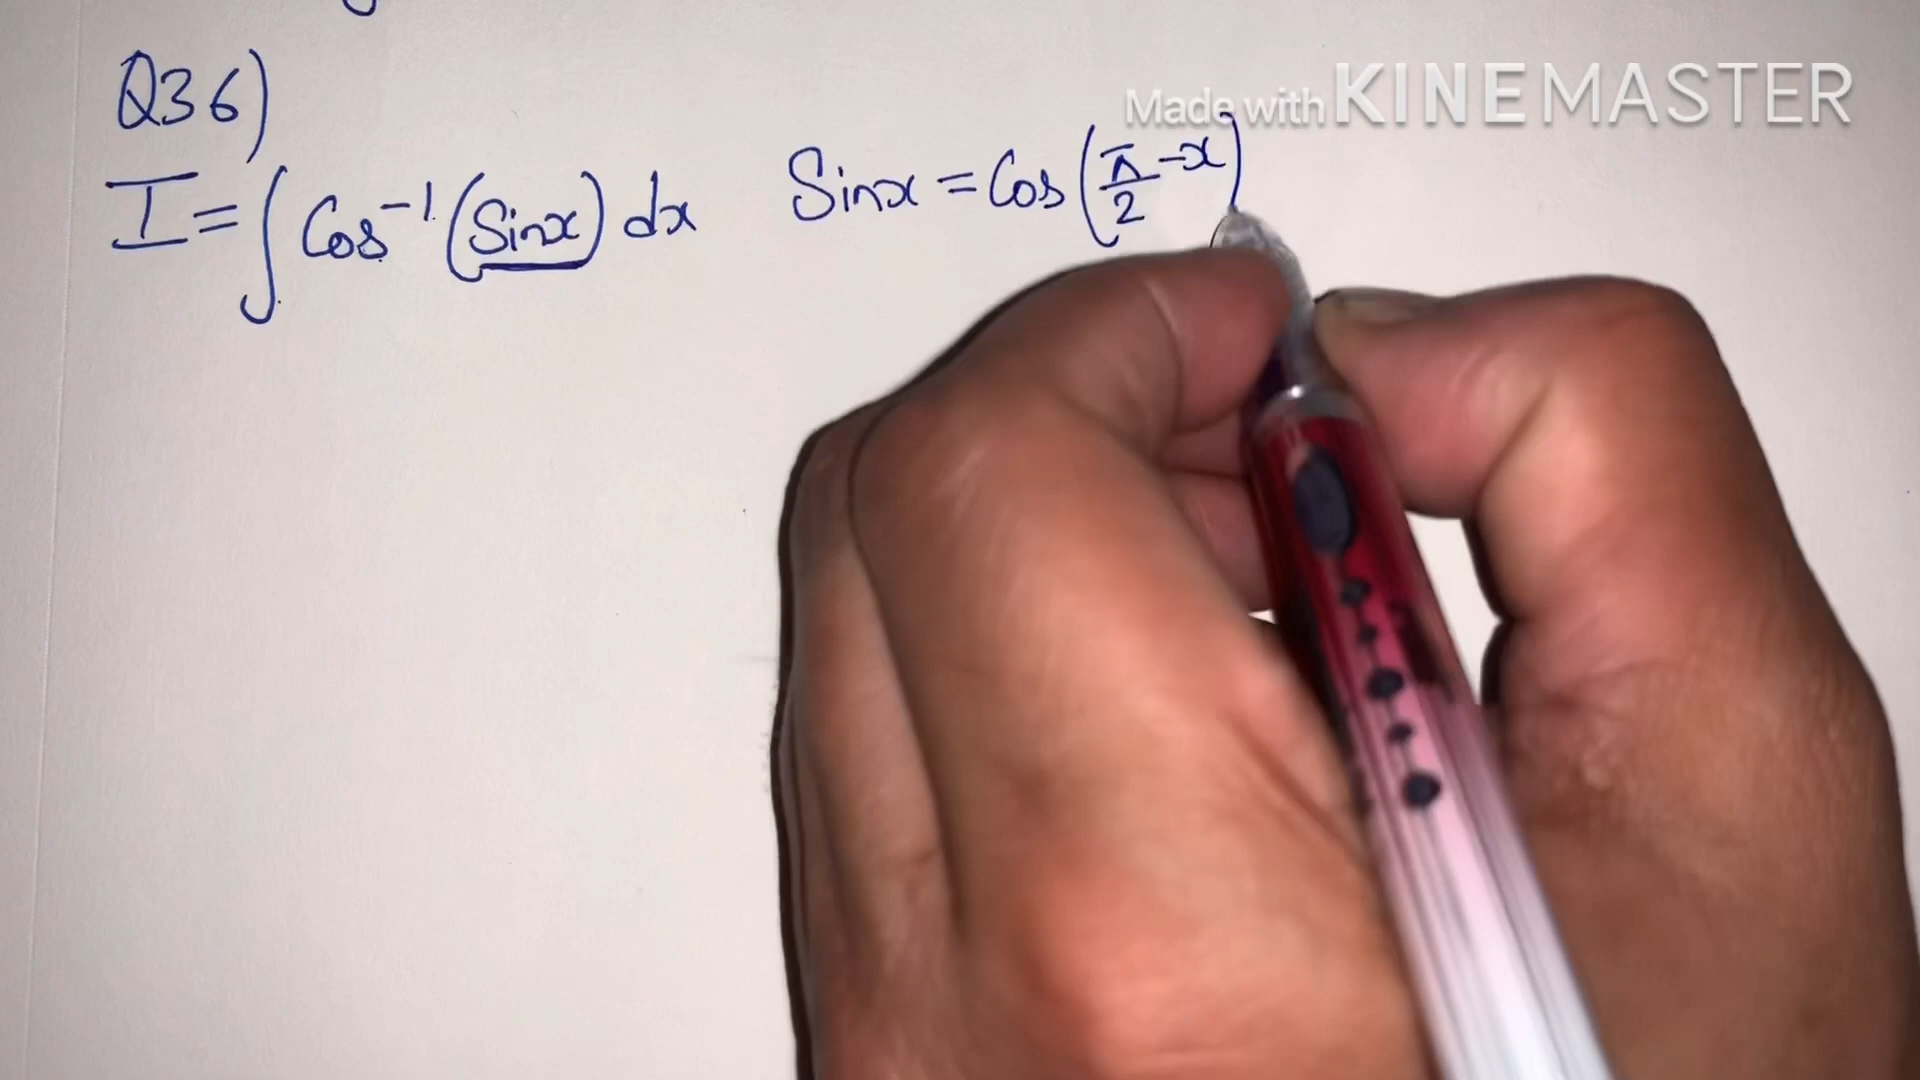 Made with KINEMASTER
Q36)
I = ∫ Cos⁻¹ (Sinx) dx
Sinx = Cos (π/2 - x)